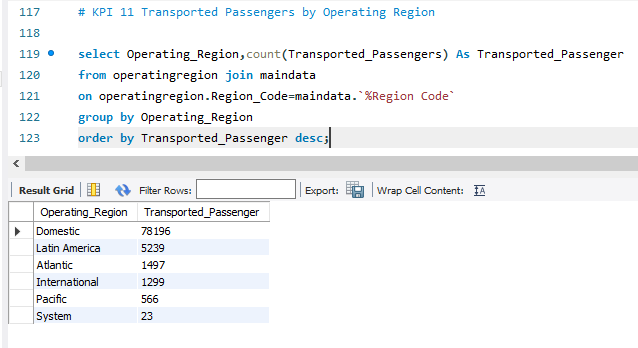 117 # KPI 11 Transported Passengers by Operating Region
118
119 select Operating_Region,count(Transported_Passengers) As Transported_Passenger
120 from operatingregion join maindata
121 on operatingregion.Region_Code=maindata.`%Region Code`
122 group by Operating_Region
123 order by Transported_Passenger desc;
Result Grid Filter Rows: Export: Wrap Cell Content:
Operating_Region Transported_Passenger
Domestic 78196
Latin America 5239
Atlantic 1497
International 1299
Pacific 566
System 23